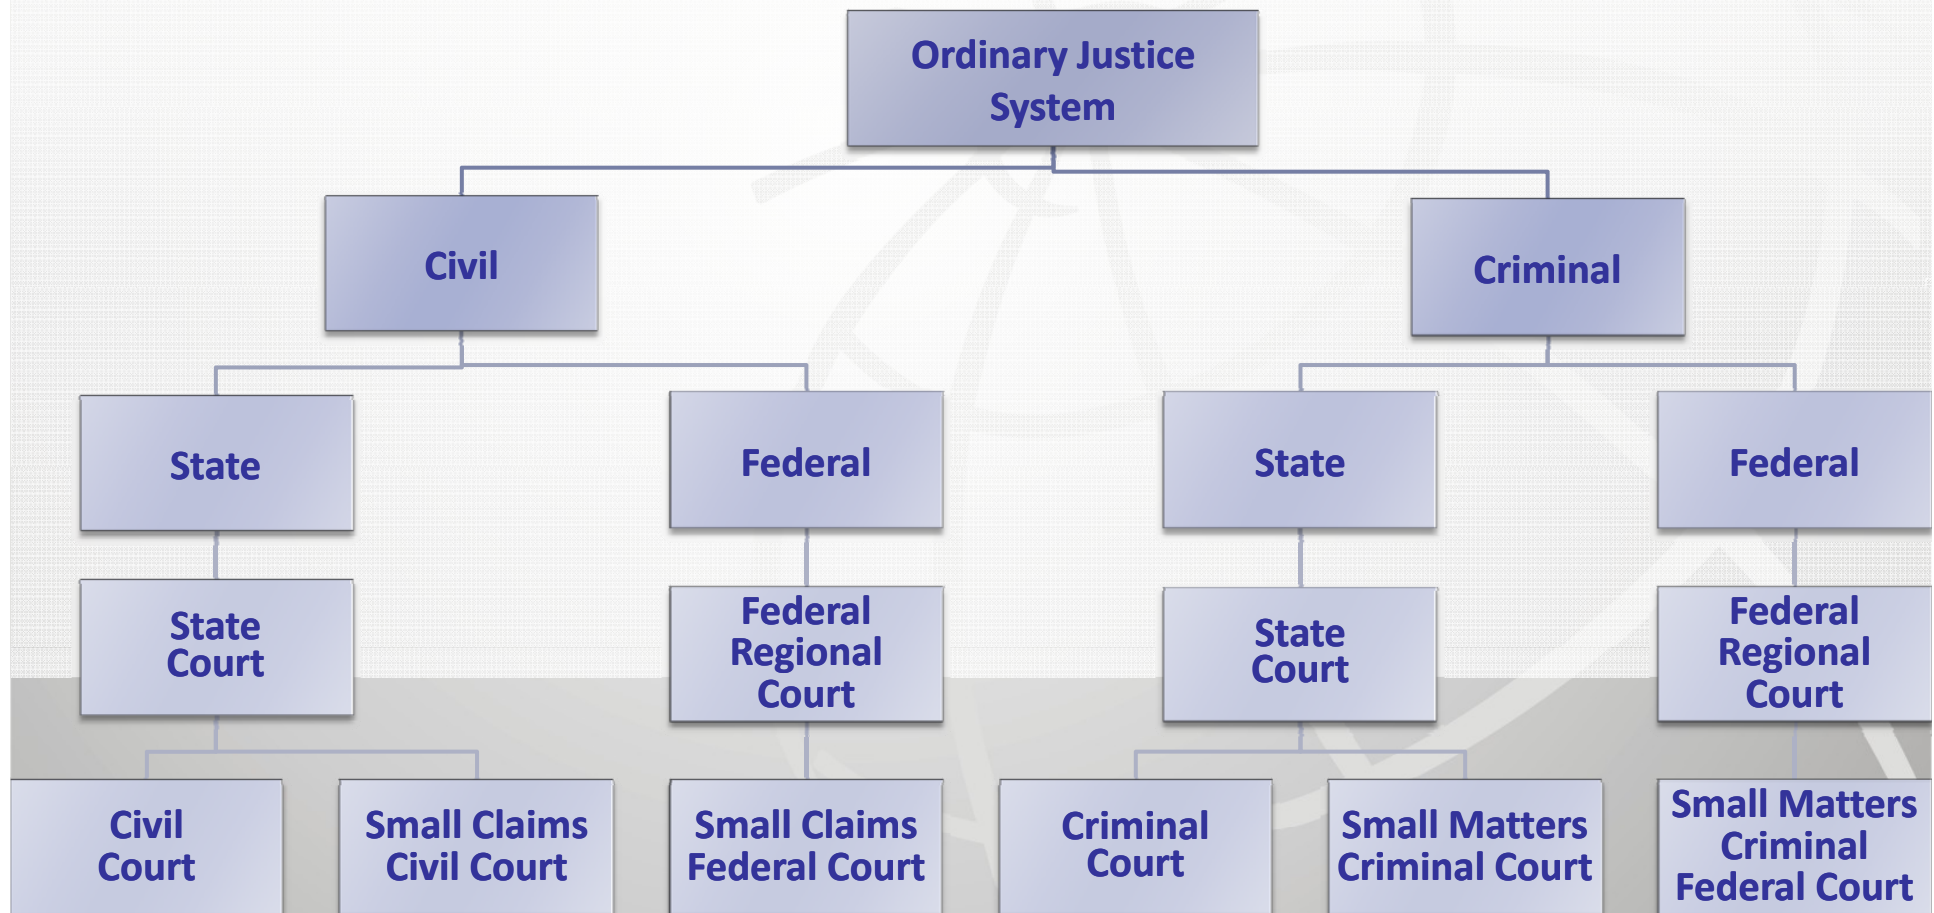 Ordinary Justice
System
Civil
Criminal
State
Federal
State
Federal
State
Court
Federal
Regional
Court
State
Court
Federal
Regional
Court
Civil
Court
Small Claims
Civil Court
Small Claims
Federal Court
Criminal
Court
Small Matters
Criminal Court
Small Matters
Criminal
Federal Court